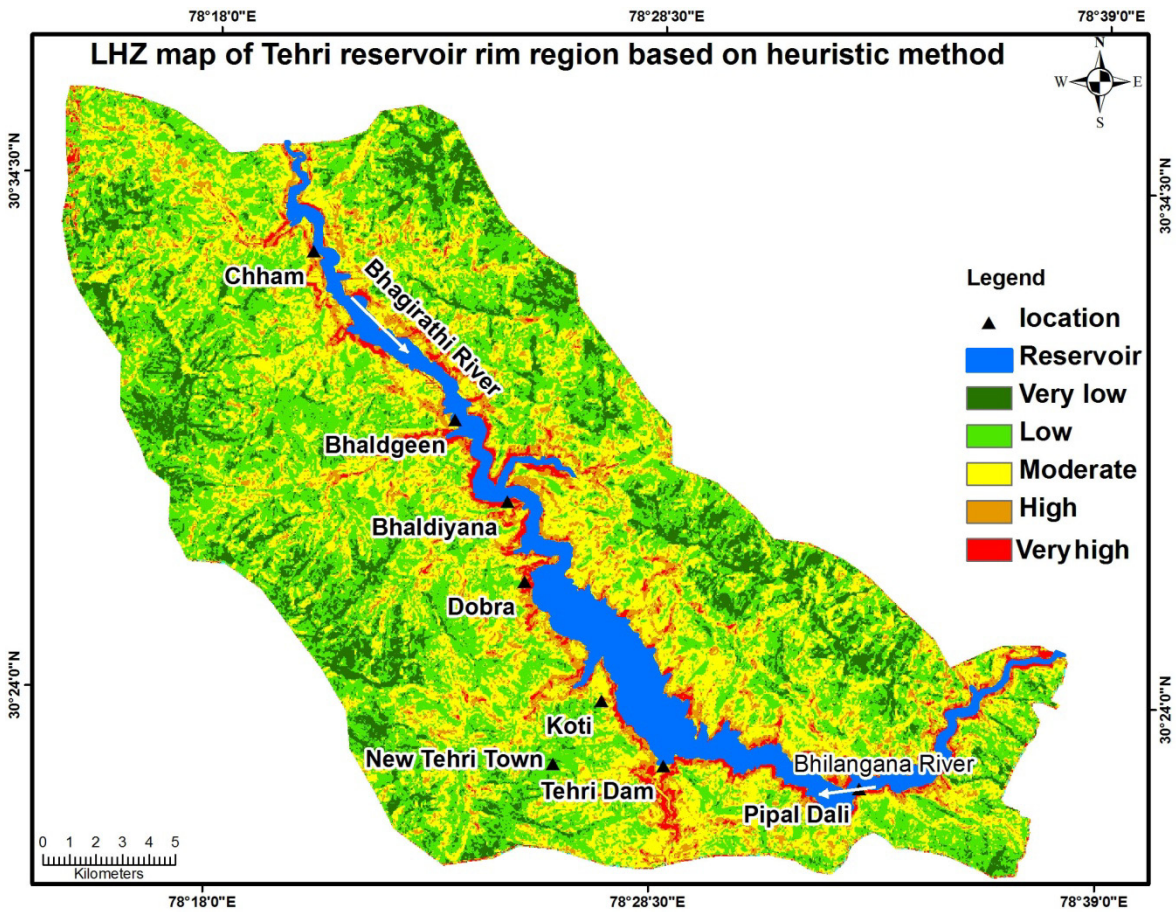 78°18'0"E
78°28'30"E
78°39'0"E
LHZ map of Tehri reservoir rim region based on heuristic method
N
W
E
S
30°34'30"N
30°34'30"N
Chham
Bhagirathi River
Legend
location
Reservoir
Very low
Low
Moderate
High
Very high
Bhaldgeen
Bhaldiyana
Dobra
30°24'0"N
30°24'0"N
Koti
New Tehri Town
Tehri Dam
Bhilangana River
Pipal Dali
0 1 2 3 4 5
Kilometers
78°18'0"E
78°28'30"E
78°39'0"E